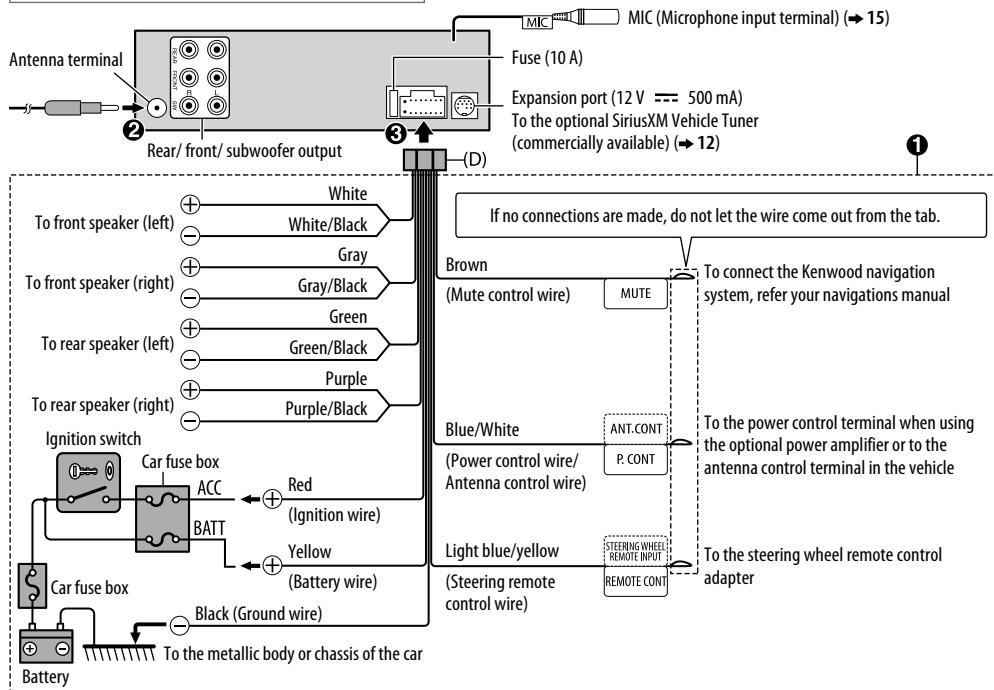 MIC
MIC (Microphone input terminal) (➜ 15)
Antenna terminal
REAR
FRONT
SW
R
L
Fuse (10 A)
Expansion port (12 V ⎓ 500 mA)
To the optional SiriusXM Vehicle Tuner
(commercially available) (➜ 12)
❷
❸
Rear/ front/ subwoofer output
(D)
❶
White
To front speaker (left)
White/Black
Gray
To front speaker (right)
Gray/Black
Green
To rear speaker (left)
Green/Black
Purple
To rear speaker (right)
Purple/Black
If no connections are made, do not let the wire come out from the tab.
Brown
(Mute control wire)
MUTE
To connect the Kenwood navigation
system, refer your navigations manual
Blue/White
(Power control wire/
Antenna control wire)
ANT.CONT
P. CONT
To the power control terminal when using
the optional power amplifier or to the
antenna control terminal in the vehicle
Ignition switch
Car fuse box
ACC
Red
(Ignition wire)
BATT
Yellow
(Battery wire)
Light blue/yellow
(Steering remote
control wire)
STEERING WHEEL
REMOTE INPUT
REMOTE CONT
To the steering wheel remote control
adapter
Car fuse box
Black (Ground wire)
To the metallic body or chassis of the car
Battery